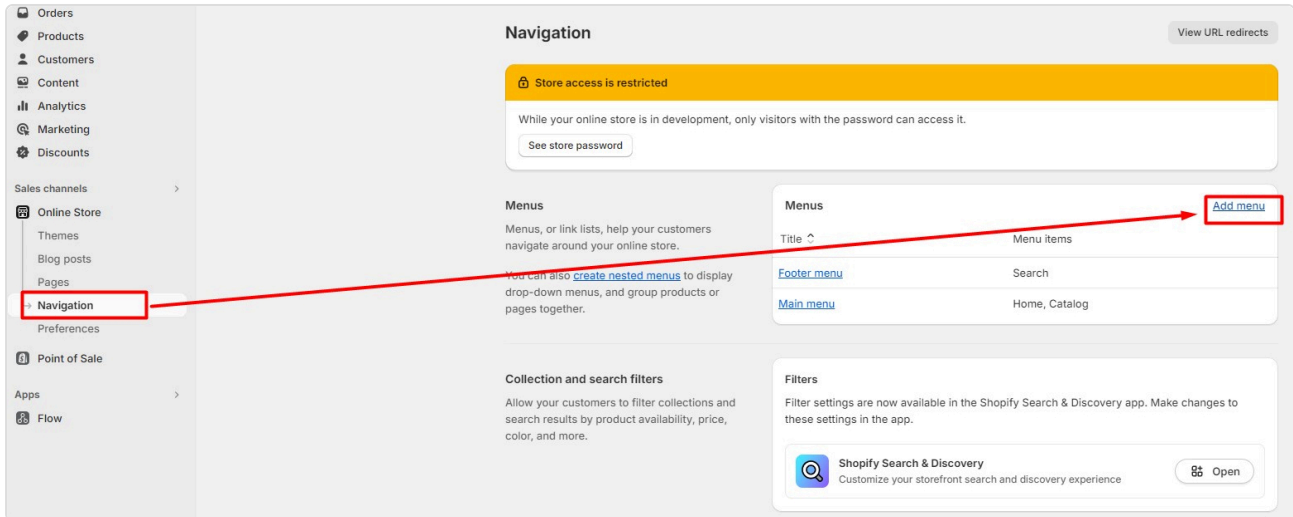 Orders
Products
Customers
Content
Analytics
Marketing
Discounts
Sales channels
Online Store
Themes
Blog posts
Pages
Navigation
Preferences
Point of Sale
Apps
Flow
Navigation
View URL redirects
Store access is restricted
While your online store is in development, only visitors with the password can access it.
See store password
Menus
Menus, or link lists, help your customers
navigate around your online store.
You can also create nested menus to display
drop-down menus, and group products or
pages together.
Menus
Add menu
Title
Menu items
Footer menu
Search
Main menu
Home, Catalog
Collection and search filters
Allow your customers to filter collections and
search results by product availability, price,
color, and more.
Filters
Filter settings are now available in the Shopify Search & Discovery app. Make changes to
these settings in the app.
Shopify Search & Discovery
Customize your storefront search and discovery experience
Open